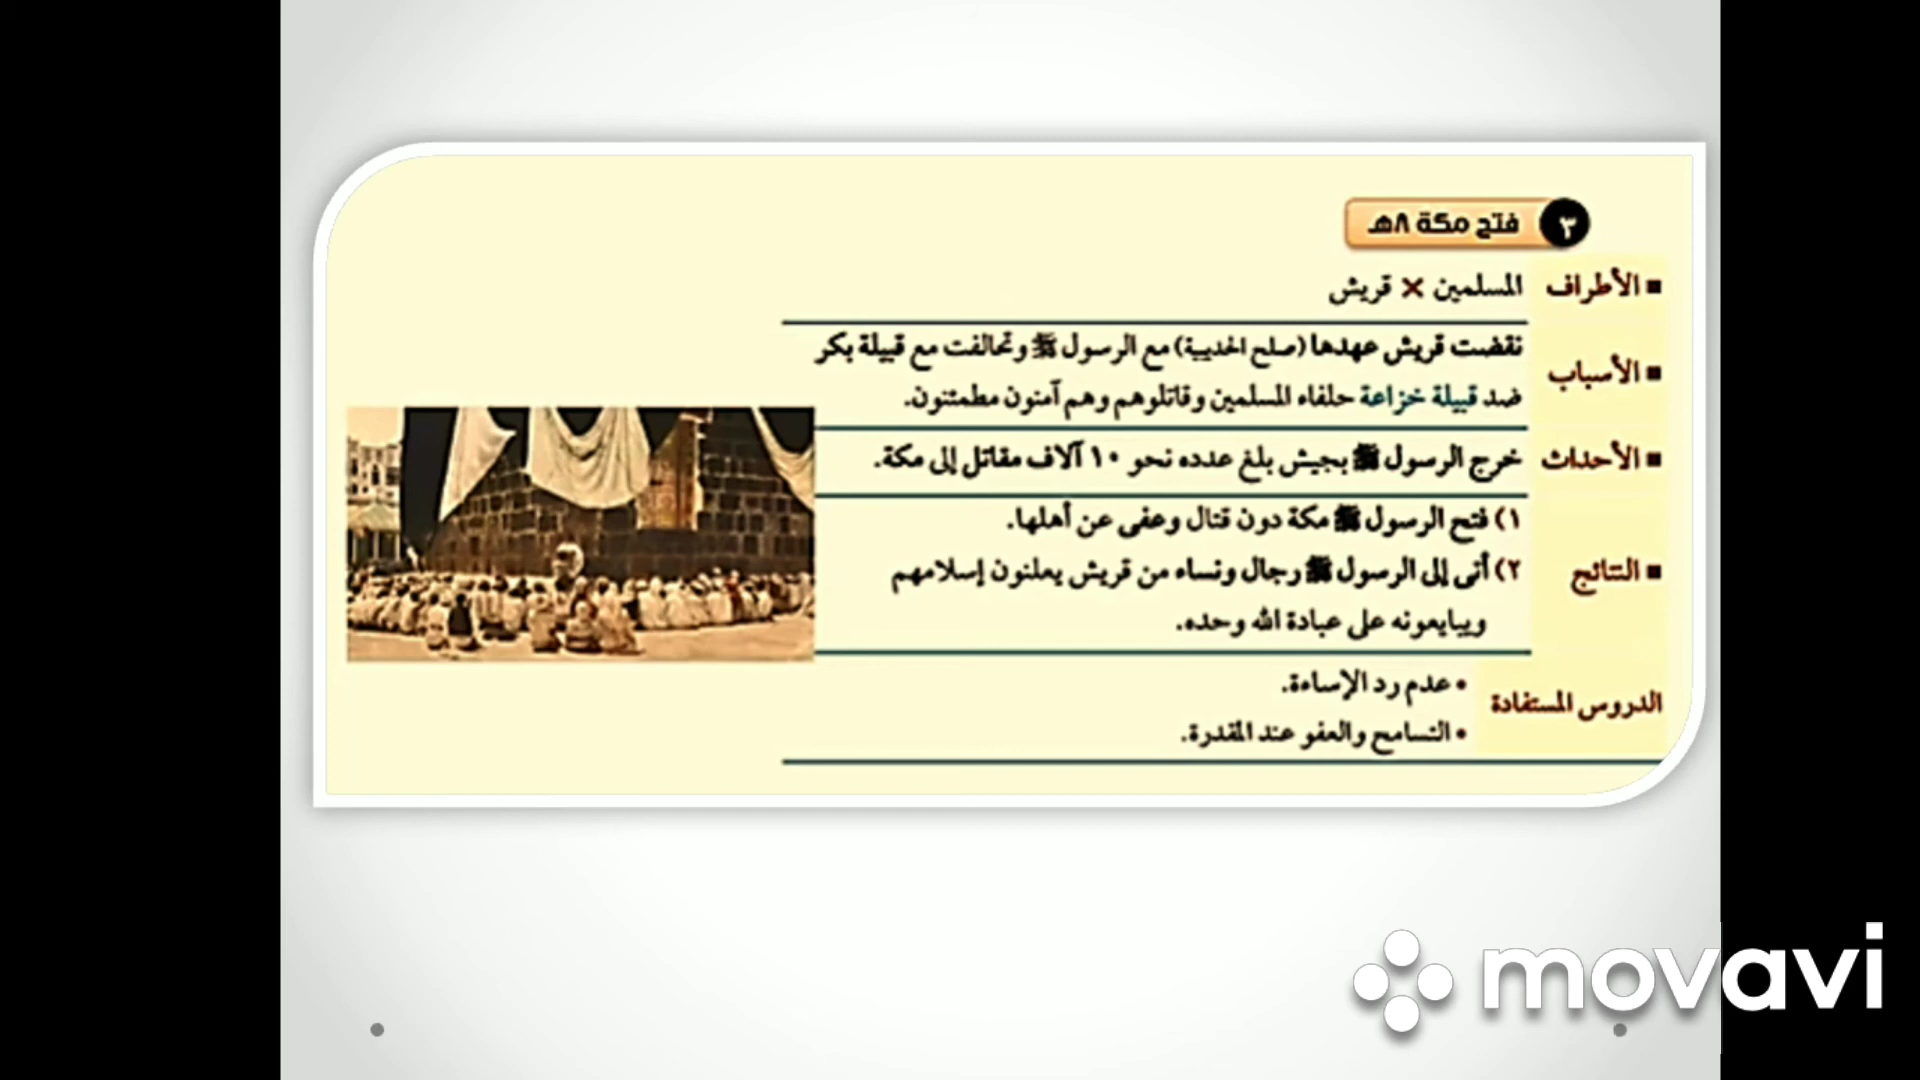 ٣ فتح مكة ٨هـ
▪ الأطراف المسلمين × قريش
▪ الأسباب نقضت قريش عهدها (صلح الحديبية) مع الرسول ﷺ وتحالفت مع قبيلة بكر
ضد قبيلة خزاعة حلفاء المسلمين وقاتلوهم وهم آمنون مطمئنون.
▪ الأحداث خرج الرسول ﷺ بجيش بلغ عدده نحو ١٠ آلاف مقاتل إلى مكة.
▪ النتائج ١) فتح الرسول ﷺ مكة دون قتال وعفى عن أهلها.
٢) أتى إلى الرسول ﷺ رجال ونساء من قريش يعلنون إسلامهم
ويبايعونه على عبادة الله وحده.
الدروس المستفادة • عدم رد الإساءة.
• التسامح والعفو عند المقدرة.
movavi